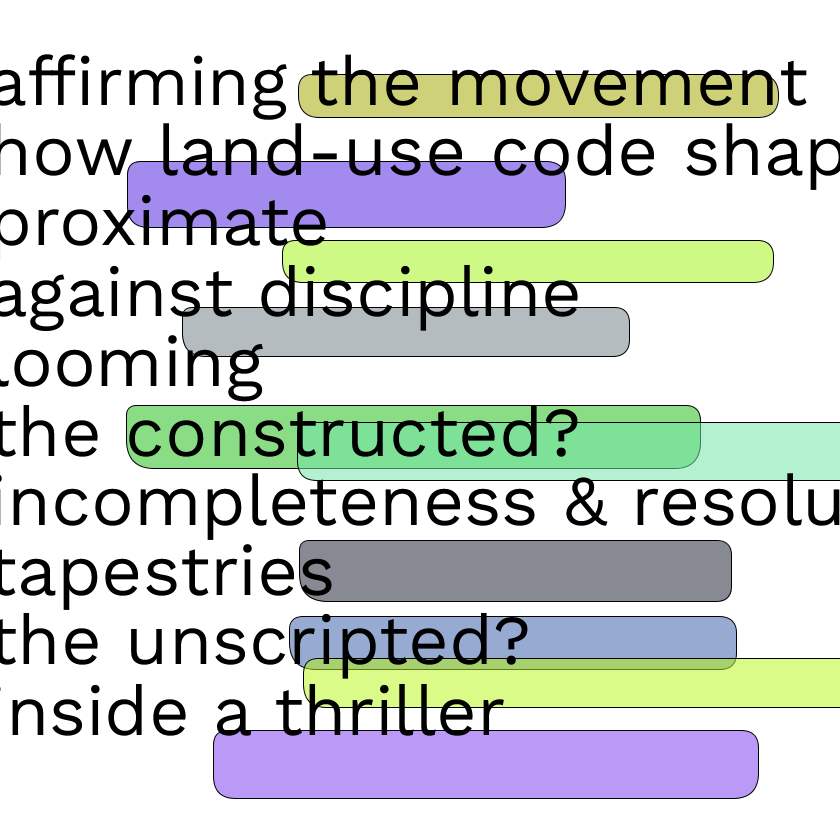 affirming the movement
how land-use code shap
proximate
against discipline
looming
the constructed?
incompleteness & resolu
tapestries
the unscripted?
inside a thriller